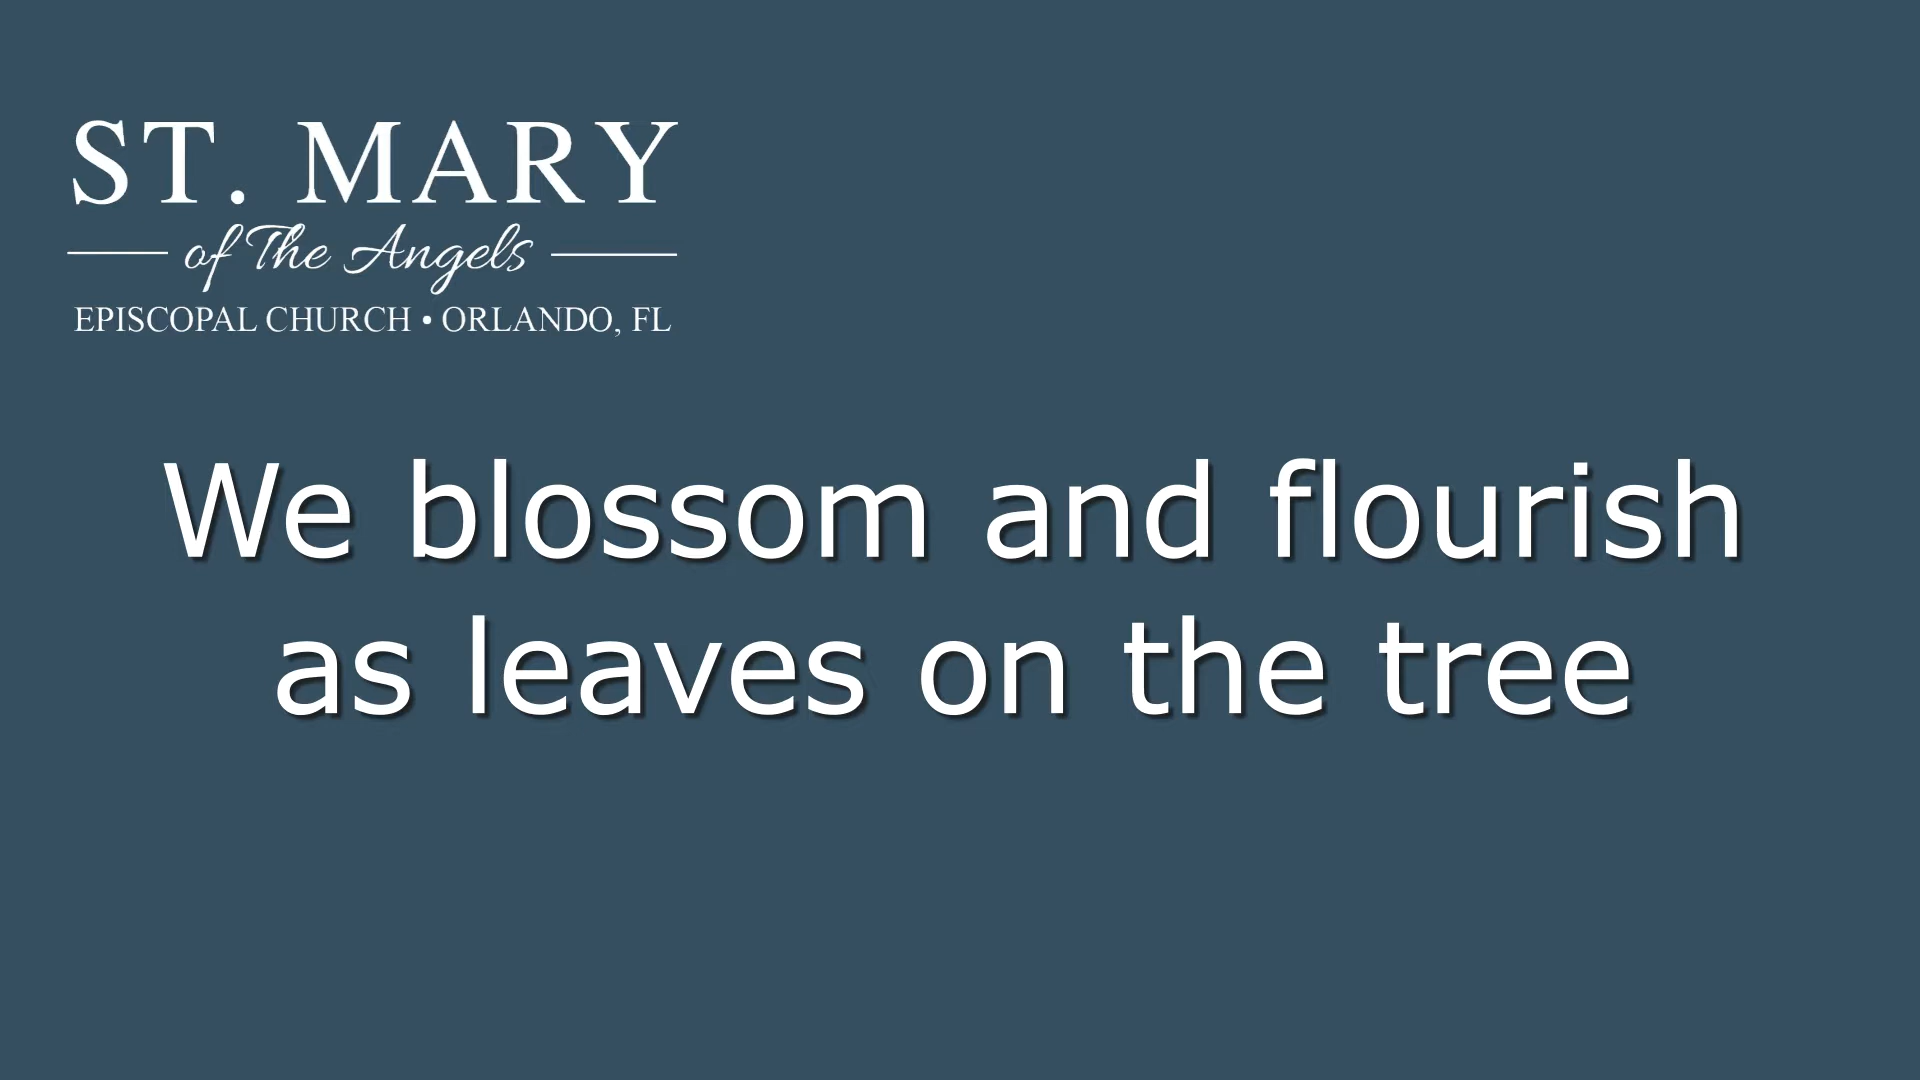 ST. MARY
of The Angels
EPISCOPAL CHURCH • ORLANDO, FL
We blossom and flourish
as leaves on the tree